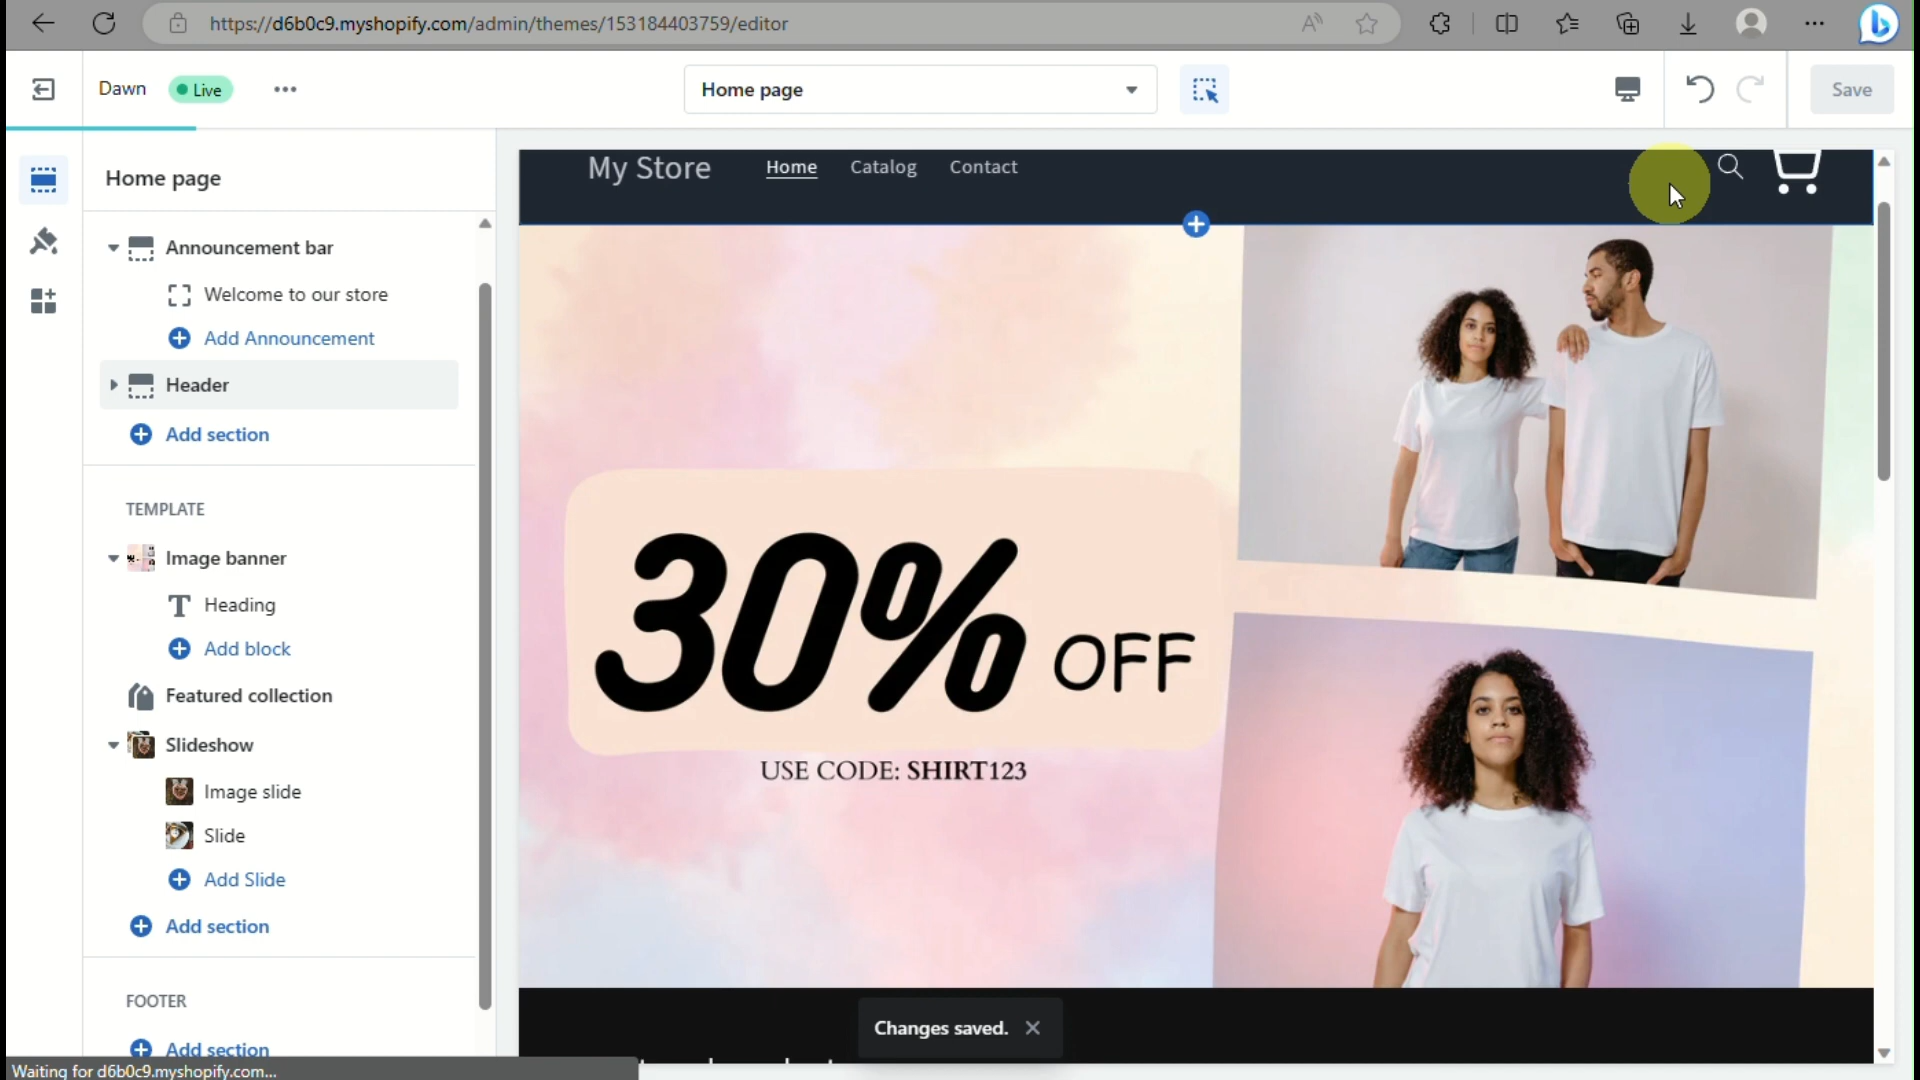 https://d6b0c9.myshopify.com/admin/themes/153184403759/editor
Dawn
Live
Home page
Save
Home page
Announcement bar
Welcome to our store
Add Announcement
Header
Add section
TEMPLATE
Image banner
Heading
Add block
Featured collection
Slideshow
Image slide
Slide
Add Slide
Add section
FOOTER
Add section
Waiting for d6b0c9.myshopify.com...
My Store
Home
Catalog
Contact
30% OFF
USE CODE: SHIRT123
Changes saved.